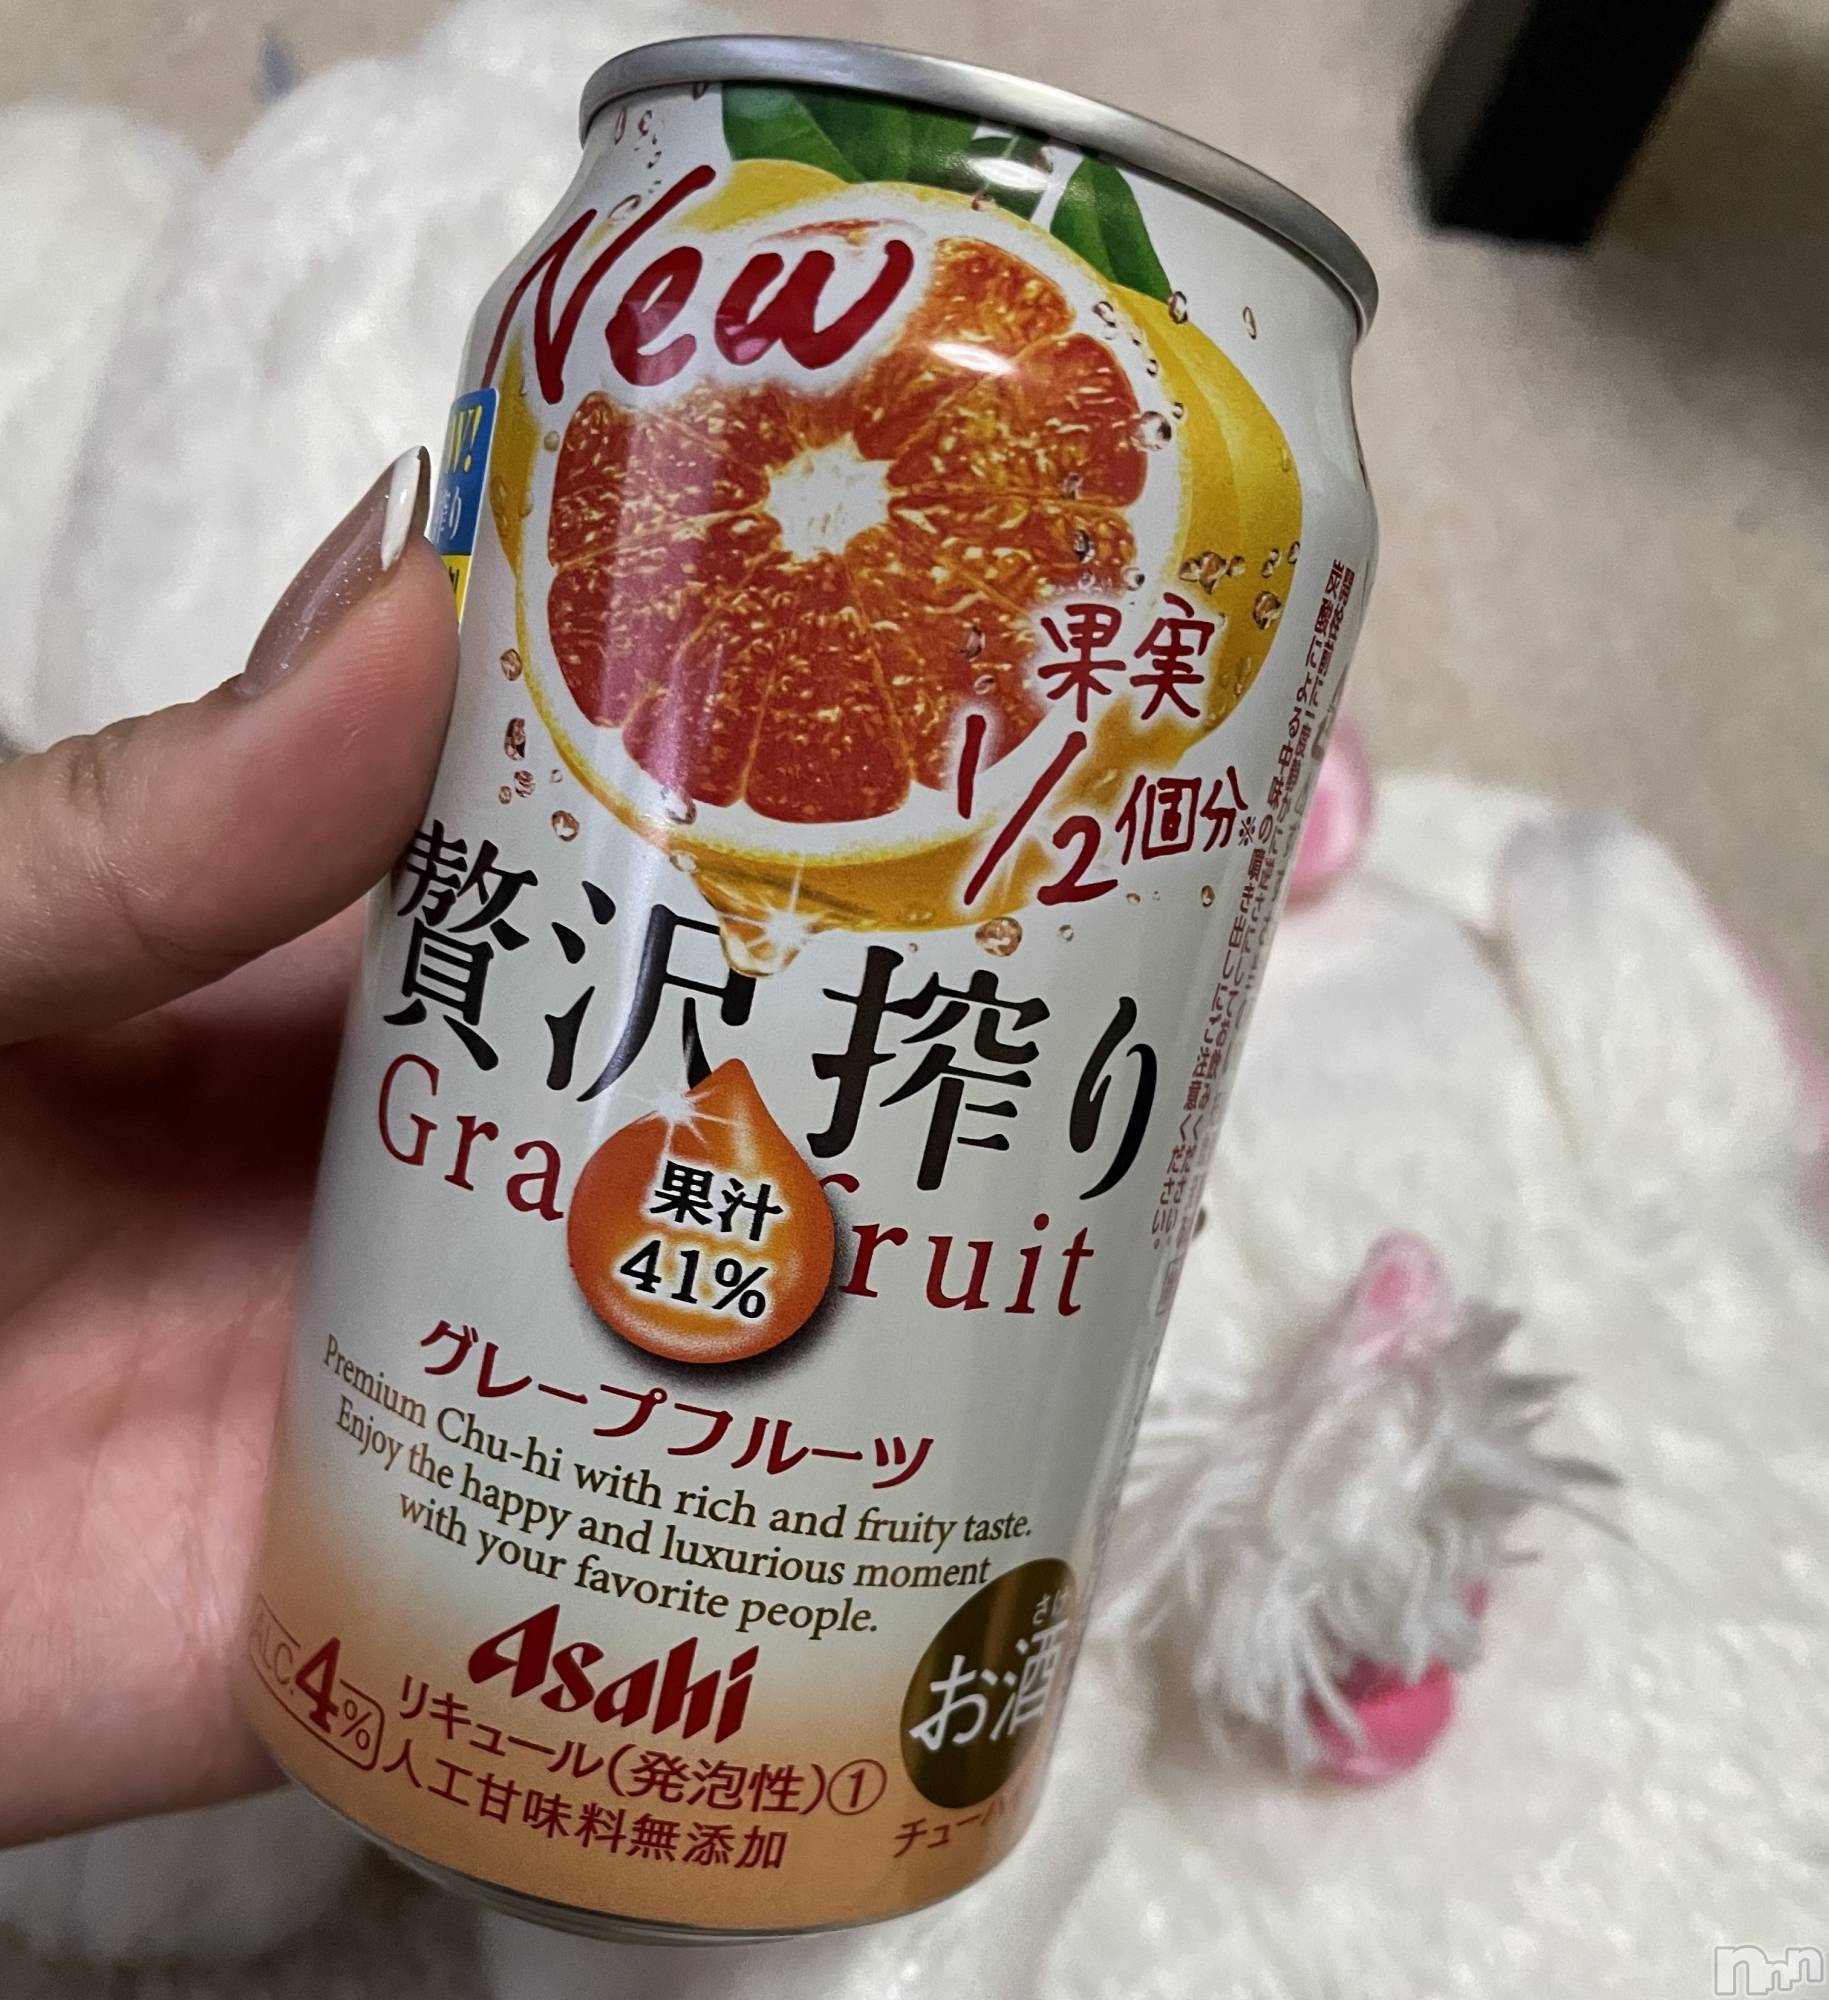 New
果実
1/2個分※
贅沢搾り
Gra fruit
果汁
41%
グレープフルーツ
Premium Chu-hi with rich and fruity taste.
Enjoy the happy and luxurious moment
with your favorite people.
Asahi
ALC.4%
リキュール(発泡性)①
人工甘味料無添加
お酒